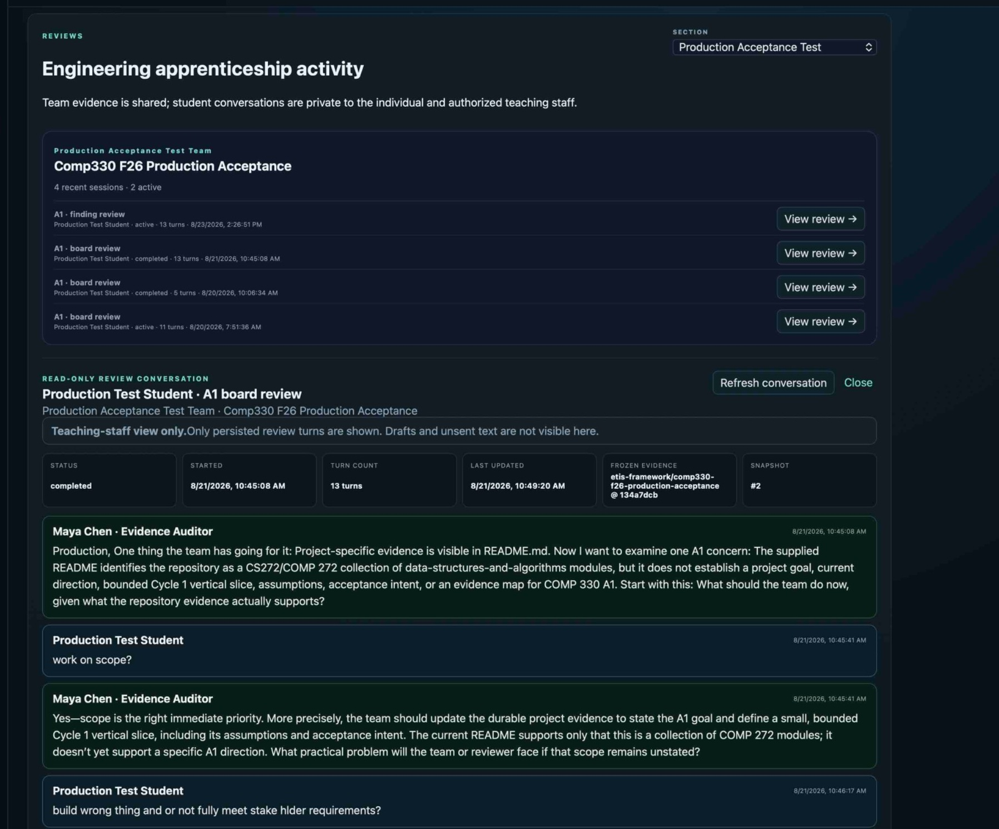 REVIEWS
SECTION
Production Acceptance Test
Engineering apprenticeship activity
Team evidence is shared; student conversations are private to the individual and authorized teaching staff.
Production Acceptance Test Team
Comp330 F26 Production Acceptance
4 recent sessions · 2 active
A1 · finding review
Production Test Student · active · 13 turns · 8/23/2026, 2:26:51 PM
View review →
A1 · board review
Production Test Student · completed · 13 turns · 8/21/2026, 10:45:08 AM
View review →
A1 · board review
Production Test Student · completed · 5 turns · 8/20/2026, 10:06:34 AM
View review →
A1 · board review
Production Test Student · active · 11 turns · 8/20/2026, 7:51:36 AM
View review →
READ-ONLY REVIEW CONVERSATION
Production Test Student · A1 board review
Production Acceptance Test Team · Comp330 F26 Production Acceptance
Refresh conversation
Close
Teaching-staff view only.Only persisted review turns are shown. Drafts and unsent text are not visible here.
STATUS
completed
STARTED
8/21/2026, 10:45:08 AM
TURN COUNT
13 turns
LAST UPDATED
8/21/2026, 10:49:20 AM
FROZEN EVIDENCE
etis-framework/comp330-
f26-production-acceptance
@ 134a7dcb
SNAPSHOT
#2
Maya Chen · Evidence Auditor
8/21/2026, 10:45:08 AM
Production, One thing the team has going for it: Project-specific evidence is visible in README.md. Now I want to examine one A1 concern: The supplied
README identifies the repository as a CS272/COMP 272 collection of data-structures-and-algorithms modules, but it does not establish a project goal, current
direction, bounded Cycle 1 vertical slice, assumptions, acceptance intent, or an evidence map for COMP 330 A1. Start with this: What should the team do now,
given what the repository evidence actually supports?
Production Test Student
8/21/2026, 10:45:41 AM
work on scope?
Maya Chen · Evidence Auditor
8/21/2026, 10:45:41 AM
Yes—scope is the right immediate priority. More precisely, the team should update the durable project evidence to state the A1 goal and define a small, bounded
Cycle 1 vertical slice, including its assumptions and acceptance intent. The current README supports only that this is a collection of COMP 272 modules; it
doesn't yet support a specific A1 direction. What practical problem will the team or reviewer face if that scope remains unstated?
Production Test Student
8/21/2026, 10:46:17 AM
build wrong thing and or not fully meet stake hlder requirements?